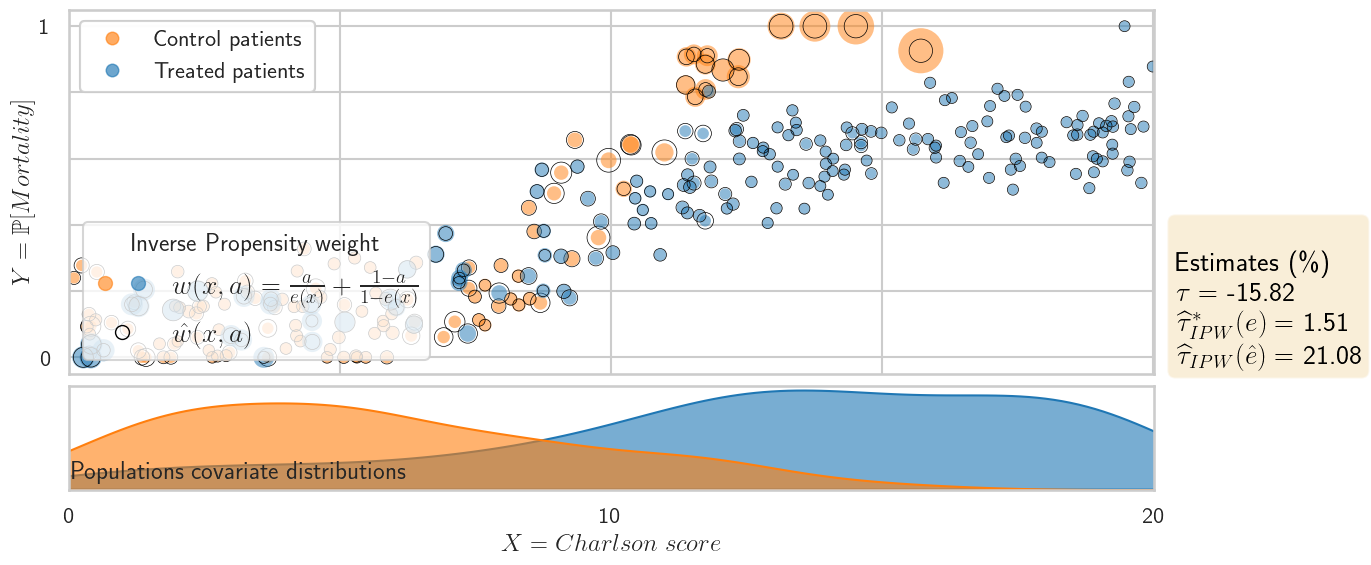 1
Control patients
Treated patients
Y = ℙ[Mortality]
Inverse Propensity weight
w(x, a) = a/e(x) + 1−a/1−e(x)
ŵ(x, a)
0
Estimates (%)
τ = -15.82
τ̂*_IPW(e) = 1.51
τ̂_IPW(ê) = 21.08
Populations covariate distributions
0 10 20
X = Charlson score